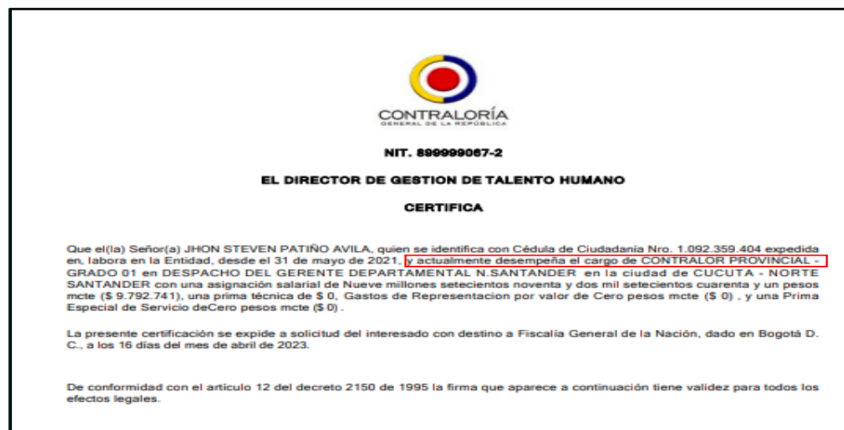 CONTRALORÍA
GENERAL DE LA REPÚBLICA
NIT. 899999067-2
EL DIRECTOR DE GESTION DE TALENTO HUMANO
CERTIFICA
Que el(la) Señor(a) JHON STEVEN PATIÑO AVILA, quien se identifica con Cédula de Ciudadanía Nro. 1.092.359.404 expedida
en, labora en la Entidad, desde el 31 de mayo de 2021, y actualmente desempeña el cargo de CONTRALOR PROVINCIAL -
GRADO 01 en DESPACHO DEL GERENTE DEPARTAMENTAL N.SANTANDER en la ciudad de CUCUTA - NORTE
SANTANDER con una asignación salarial de Nueve millones setecientos noventa y dos mil setecientos cuarenta y un pesos
mcte ($ 9.792.741), una prima técnica de $ 0, Gastos de Representacion por valor de Cero pesos mcte ($ 0) , y una Prima
Especial de Servicio deCero pesos mcte ($ 0) .
La presente certificación se expide a solicitud del interesado con destino a Fiscalía General de la Nación, dado en Bogotá D.
C., a los 16 días del mes de abril de 2023.
De conformidad con el artículo 12 del decreto 2150 de 1995 la firma que aparece a continuación tiene validez para todos los
efectos legales.